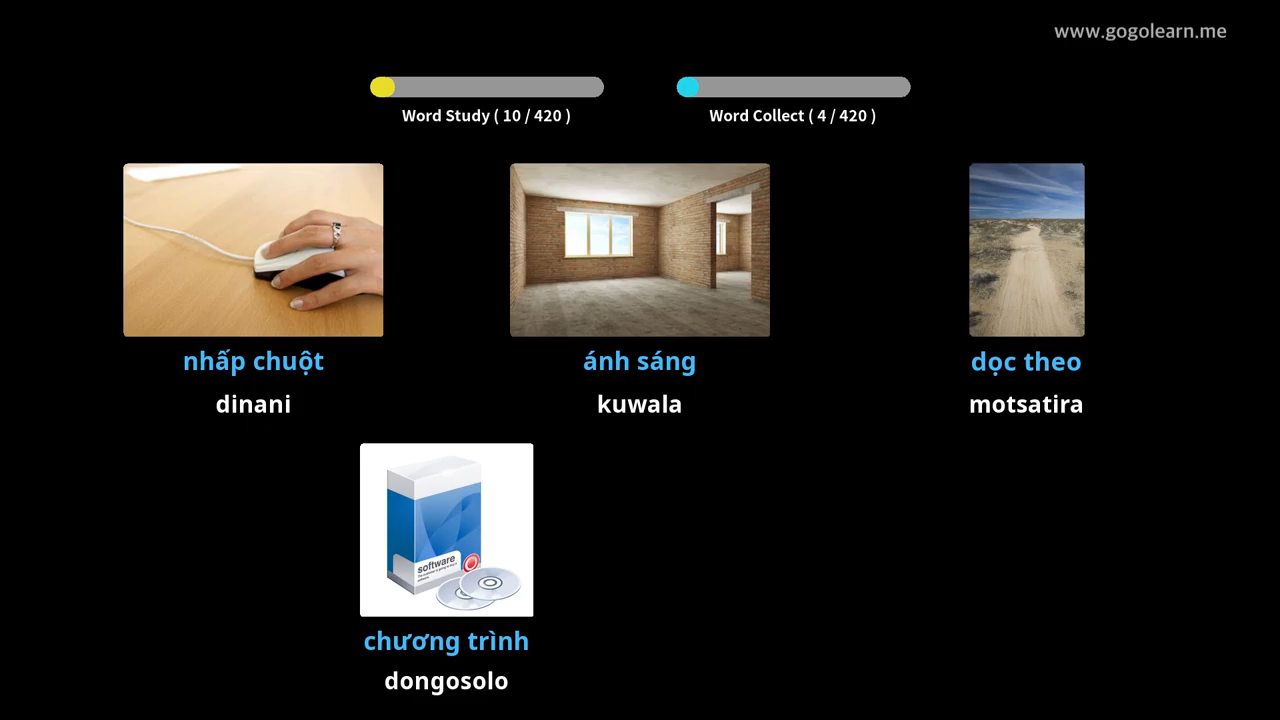 www.gogolearn.me
Word Study ( 10 / 420 )
Word Collect ( 4 / 420 )
nhấp chuột
ánh sáng
dọc theo
dinani
kuwala
motsatira
software
chương trình
dongosolo